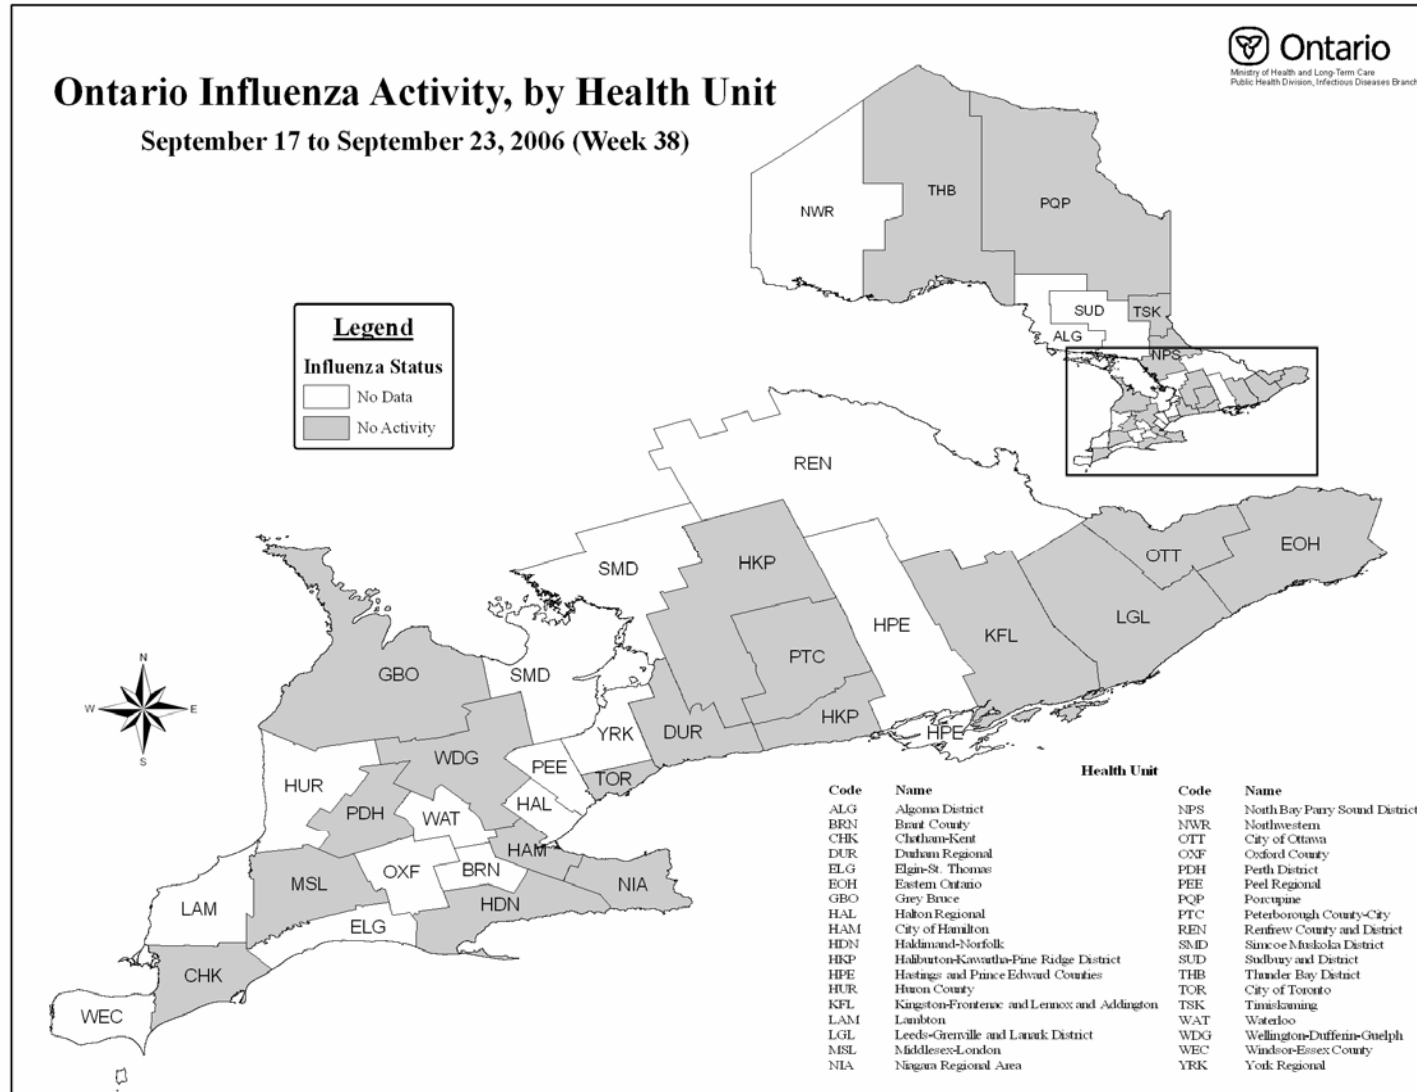 Ontario
Ministry of Health and Long-Term Care
Public Health Division, Infectious Diseases Branch
Ontario Influenza Activity, by Health Unit
September 17 to September 23, 2006 (Week 38)
THB
PQP
NWR
SUD
TSK
ALG
NPS
Legend
Influenza Status
No Data
No Activity
REN
OTT
EOH
SMD
HKP
LGL
HPE
KFL
PTC
GBO
SMD
HKP
N
W
E
S
YRK
DUR
HPE
WDG
PEE
TOR
HUR
HAL
PDH
WAT
HAM
MSL
OXF
BRN
NIA
HDN
LAM
ELG
CHK
WEC
Health Unit
Code Name Code Name
ALG Algoma District NPS North Bay Parry Sound District
BRN Brant County NWR Northwestern
CHK Chatham-Kent OTT City of Ottawa
DUR Durham Regional OXF Oxford County
ELG Elgin-St. Thomas PDH Perth District
EOH Eastern Ontario PEE Peel Regional
GBO Grey Bruce PQP Porcupine
HAL Halton Regional PTC Peterborough County-City
HAM City of Hamilton REN Renfrew County and District
HDN Haldimand-Norfolk SMD Simcoe Muskoka District
HKP Haliburton-Kawartha-Pine Ridge District SUD Sudbury and District
HPE Hastings and Prince Edward Counties THB Thunder Bay District
HUR Huron County TOR City of Toronto
KFL Kingston-Frontenac and Lennox and Addington TSK Timiskaming
LAM Lambton WAT Waterloo
LGL Leeds-Grenville and Lanark District WDG Wellington-Dufferin-Guelph
MSL Middlesex-London WEC Windsor-Essex County
NIA Niagara Regional Area YRK York Regional